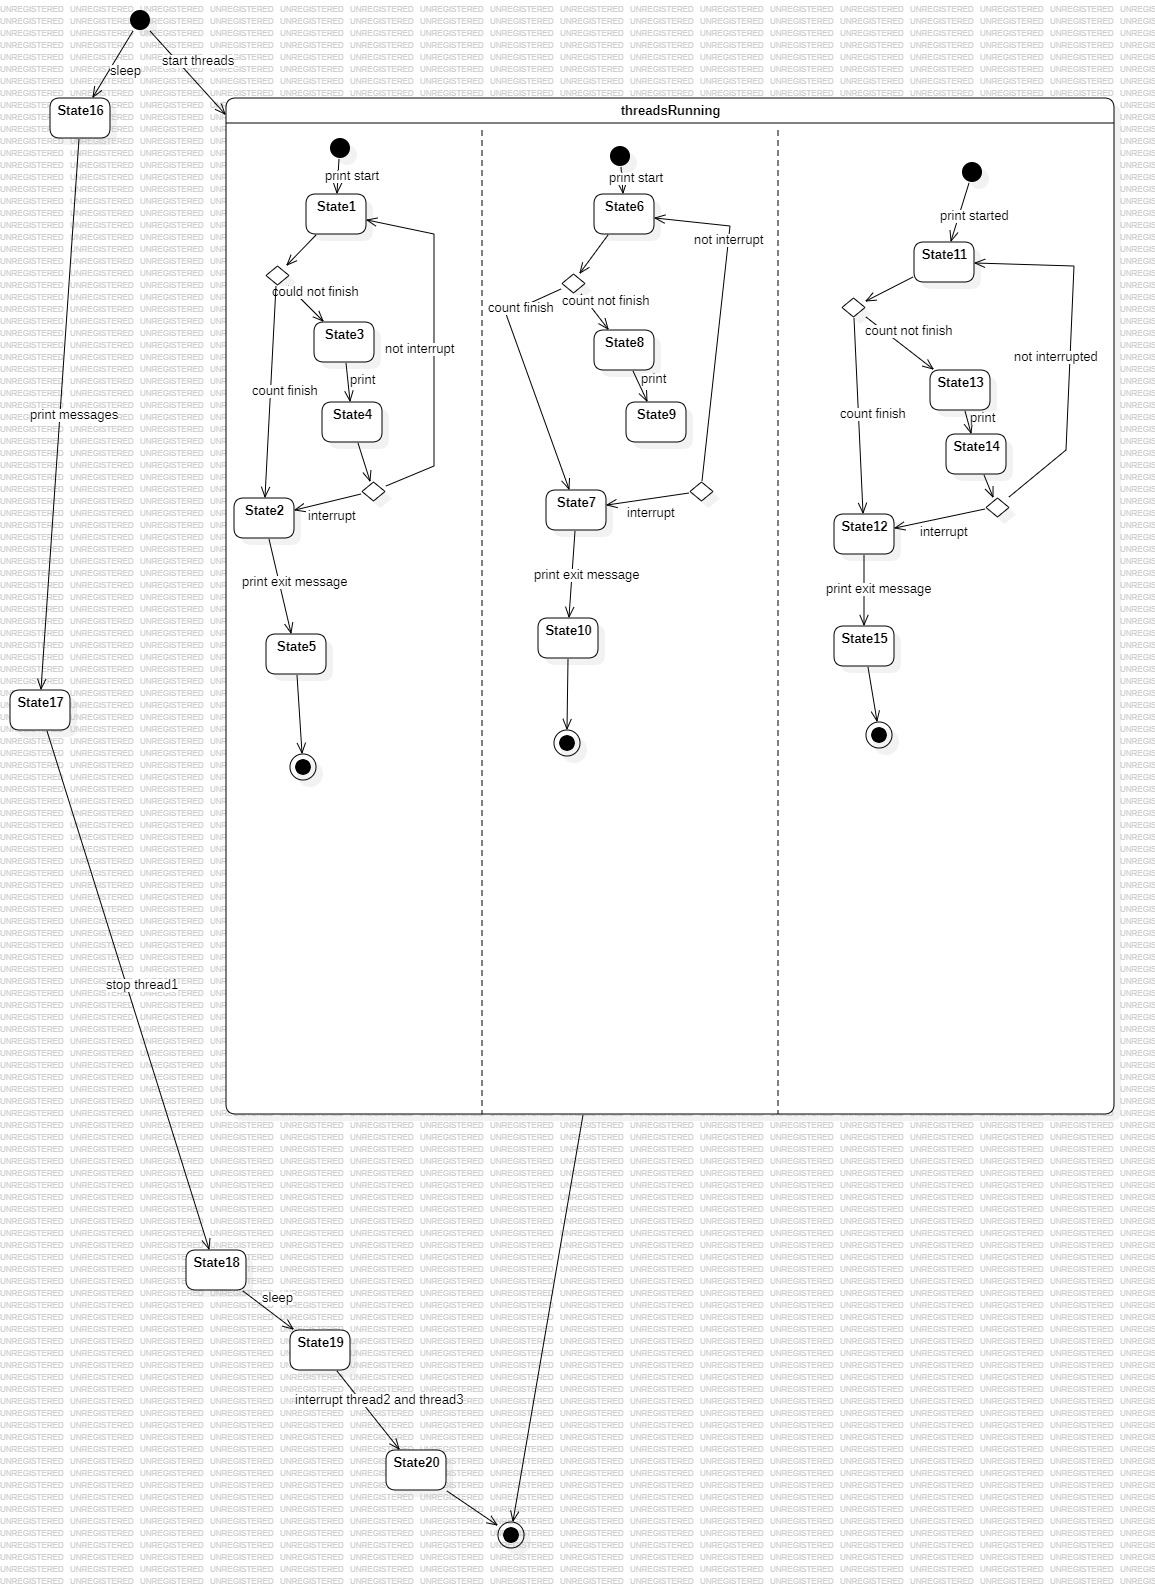 sleep
start threads
State16
threadsRunning
print start
State1
could not finish
State3
not interrupt
print
count finish
State4
State2
interrupt
print exit message
State5
print start
State6
not interrupt
count finish
count not finish
State8
print
State9
State7
interrupt
print exit message
State10
print started
State11
count not finish
not interrupted
State13
count finish
print
State14
State12
interrupt
print exit message
State15
print messages
State17
stop thread1
State18
sleep
State19
interrupt thread2 and thread3
State20
UNREGISTERED